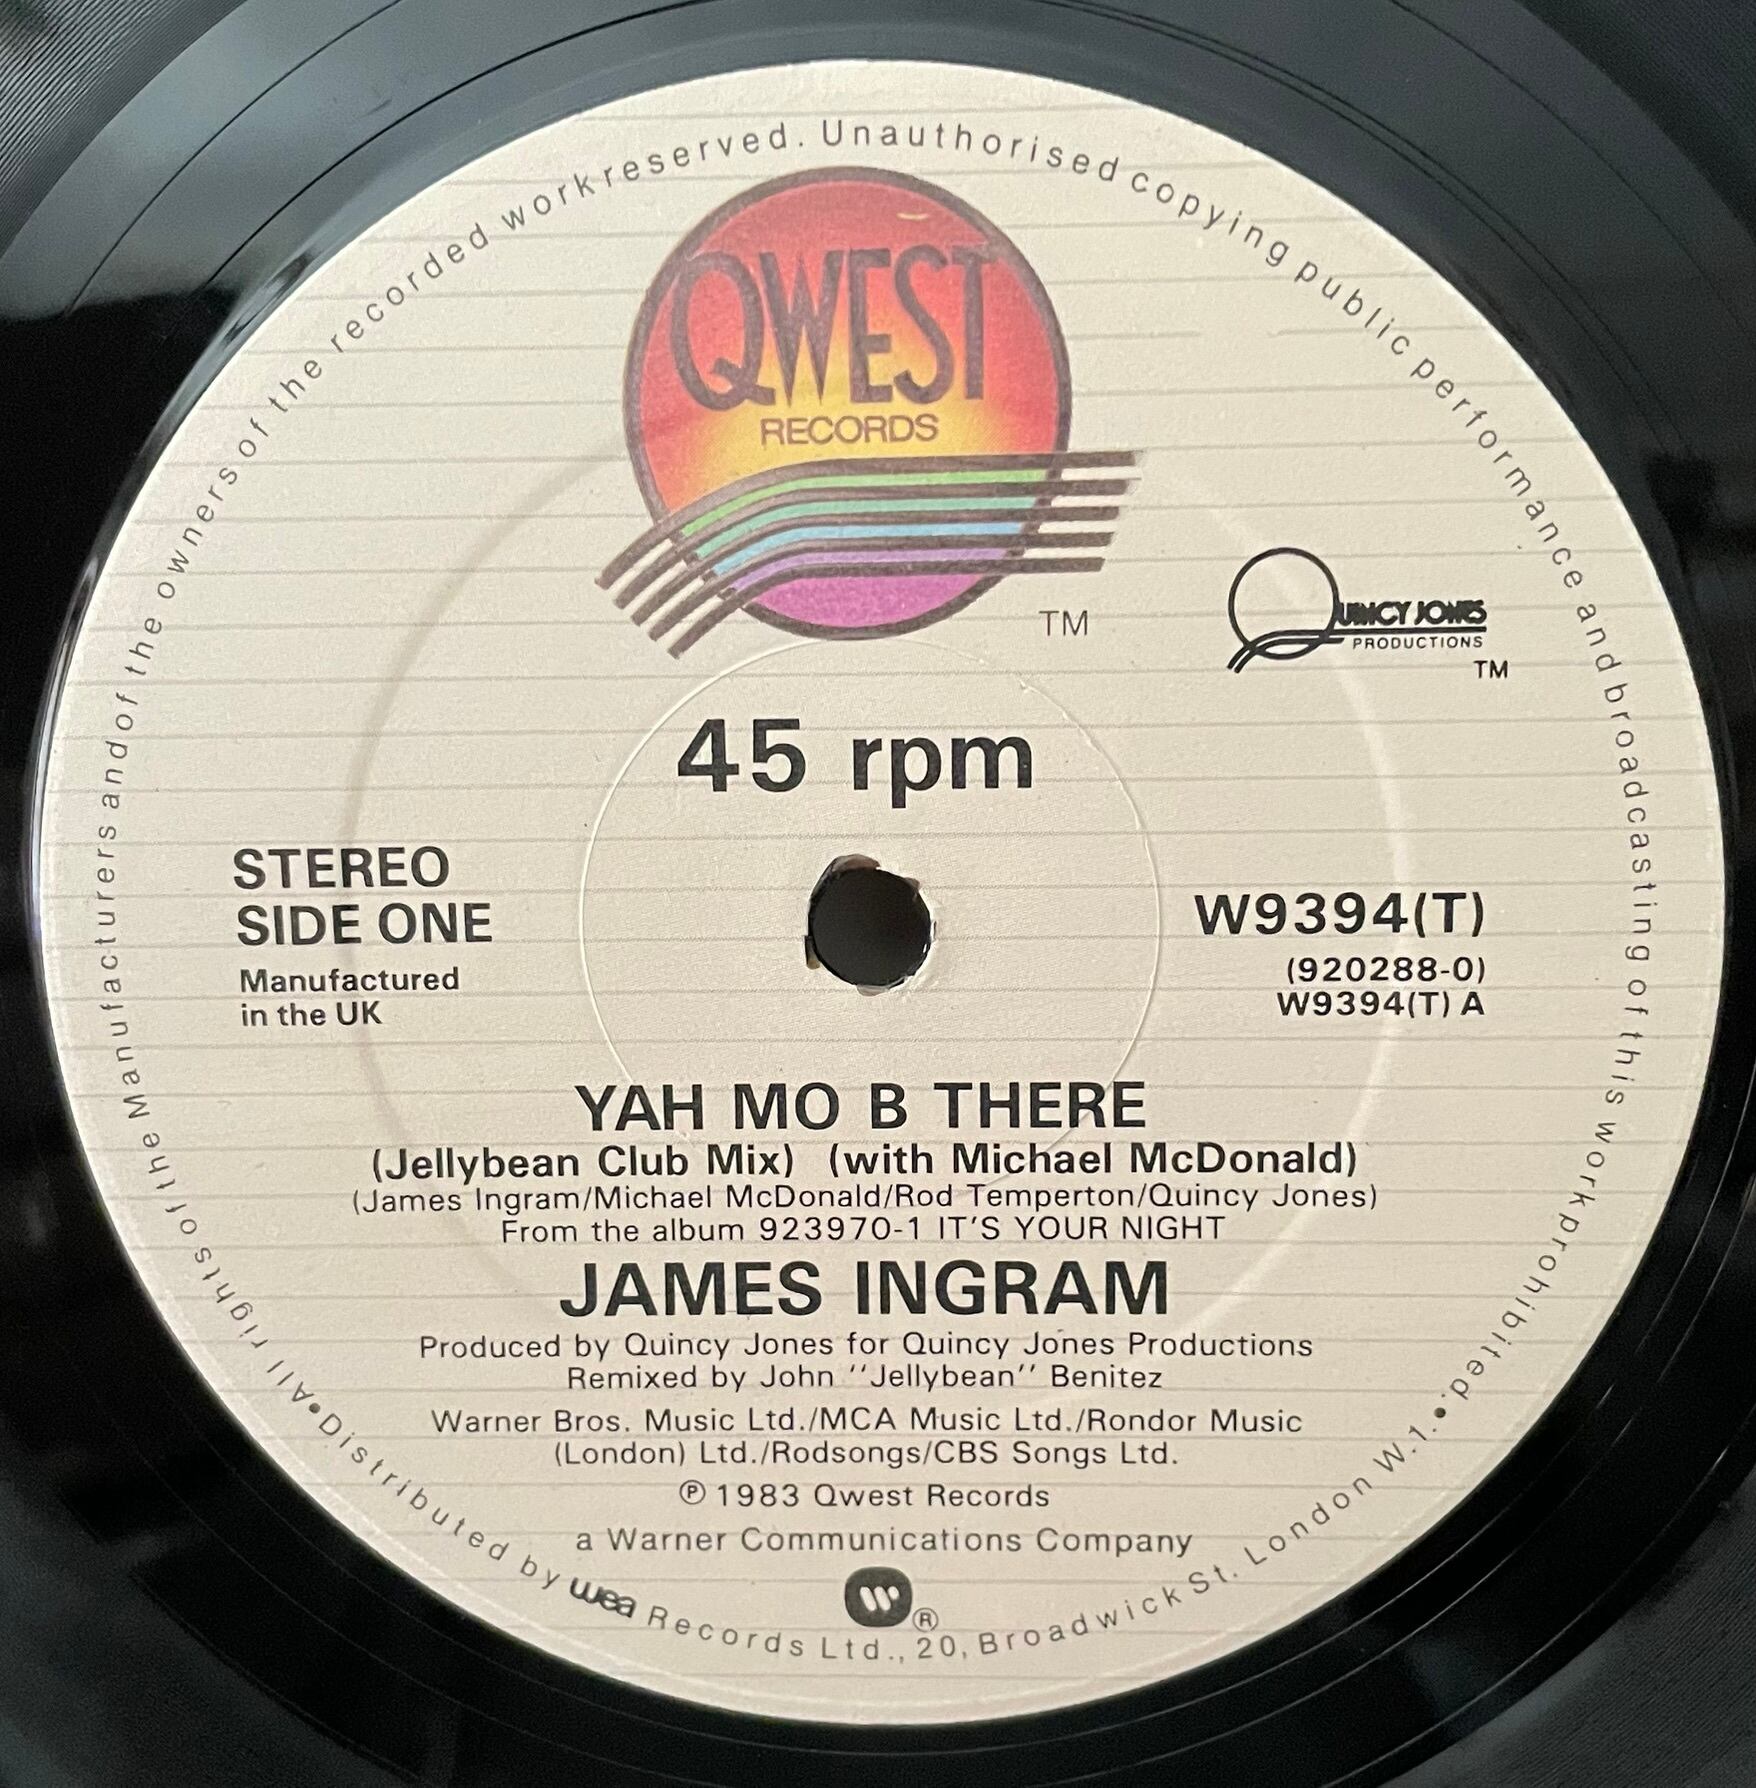 All rights of the Manufacturers and of the owners of the recorded work reserved. Unauthorised copying public performance and broadcasting of this work prohibited.
QWEST
RECORDS
TM
QUINCY JONES
PRODUCTIONS
TM
45 rpm
STEREO
SIDE ONE
Manufactured
in the UK
W9394(T)
(920288-0)
W9394(T) A
YAH MO B THERE
(Jellybean Club Mix) (with Michael McDonald)
(James Ingram/Michael McDonald/Rod Temperton/Quincy Jones)
From the album 923970-1 IT'S YOUR NIGHT
JAMES INGRAM
Produced by Quincy Jones for Quincy Jones Productions
Remixed by John ''Jellybean'' Benitez
Warner Bros. Music Ltd./MCA Music Ltd./Rondor Music
(London) Ltd./Rodsongs/CBS Songs Ltd.
℗ 1983 Qwest Records
a Warner Communications Company
W ®
•Distributed by wea Records Ltd., 20, Broadwick St. London W.1.•